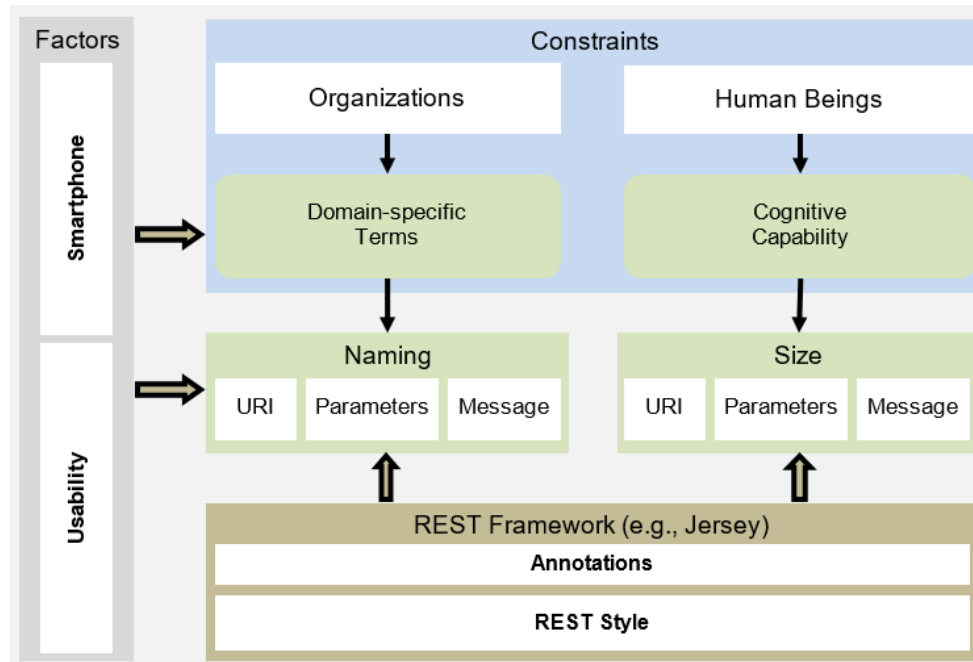 Factors
Smartphone
Usability
Constraints
Organizations
Human Beings
Domain-specific
Terms
Cognitive
Capability
Naming
URI
Parameters
Message
Size
URI
Parameters
Message
REST Framework (e.g., Jersey)
Annotations
REST Style